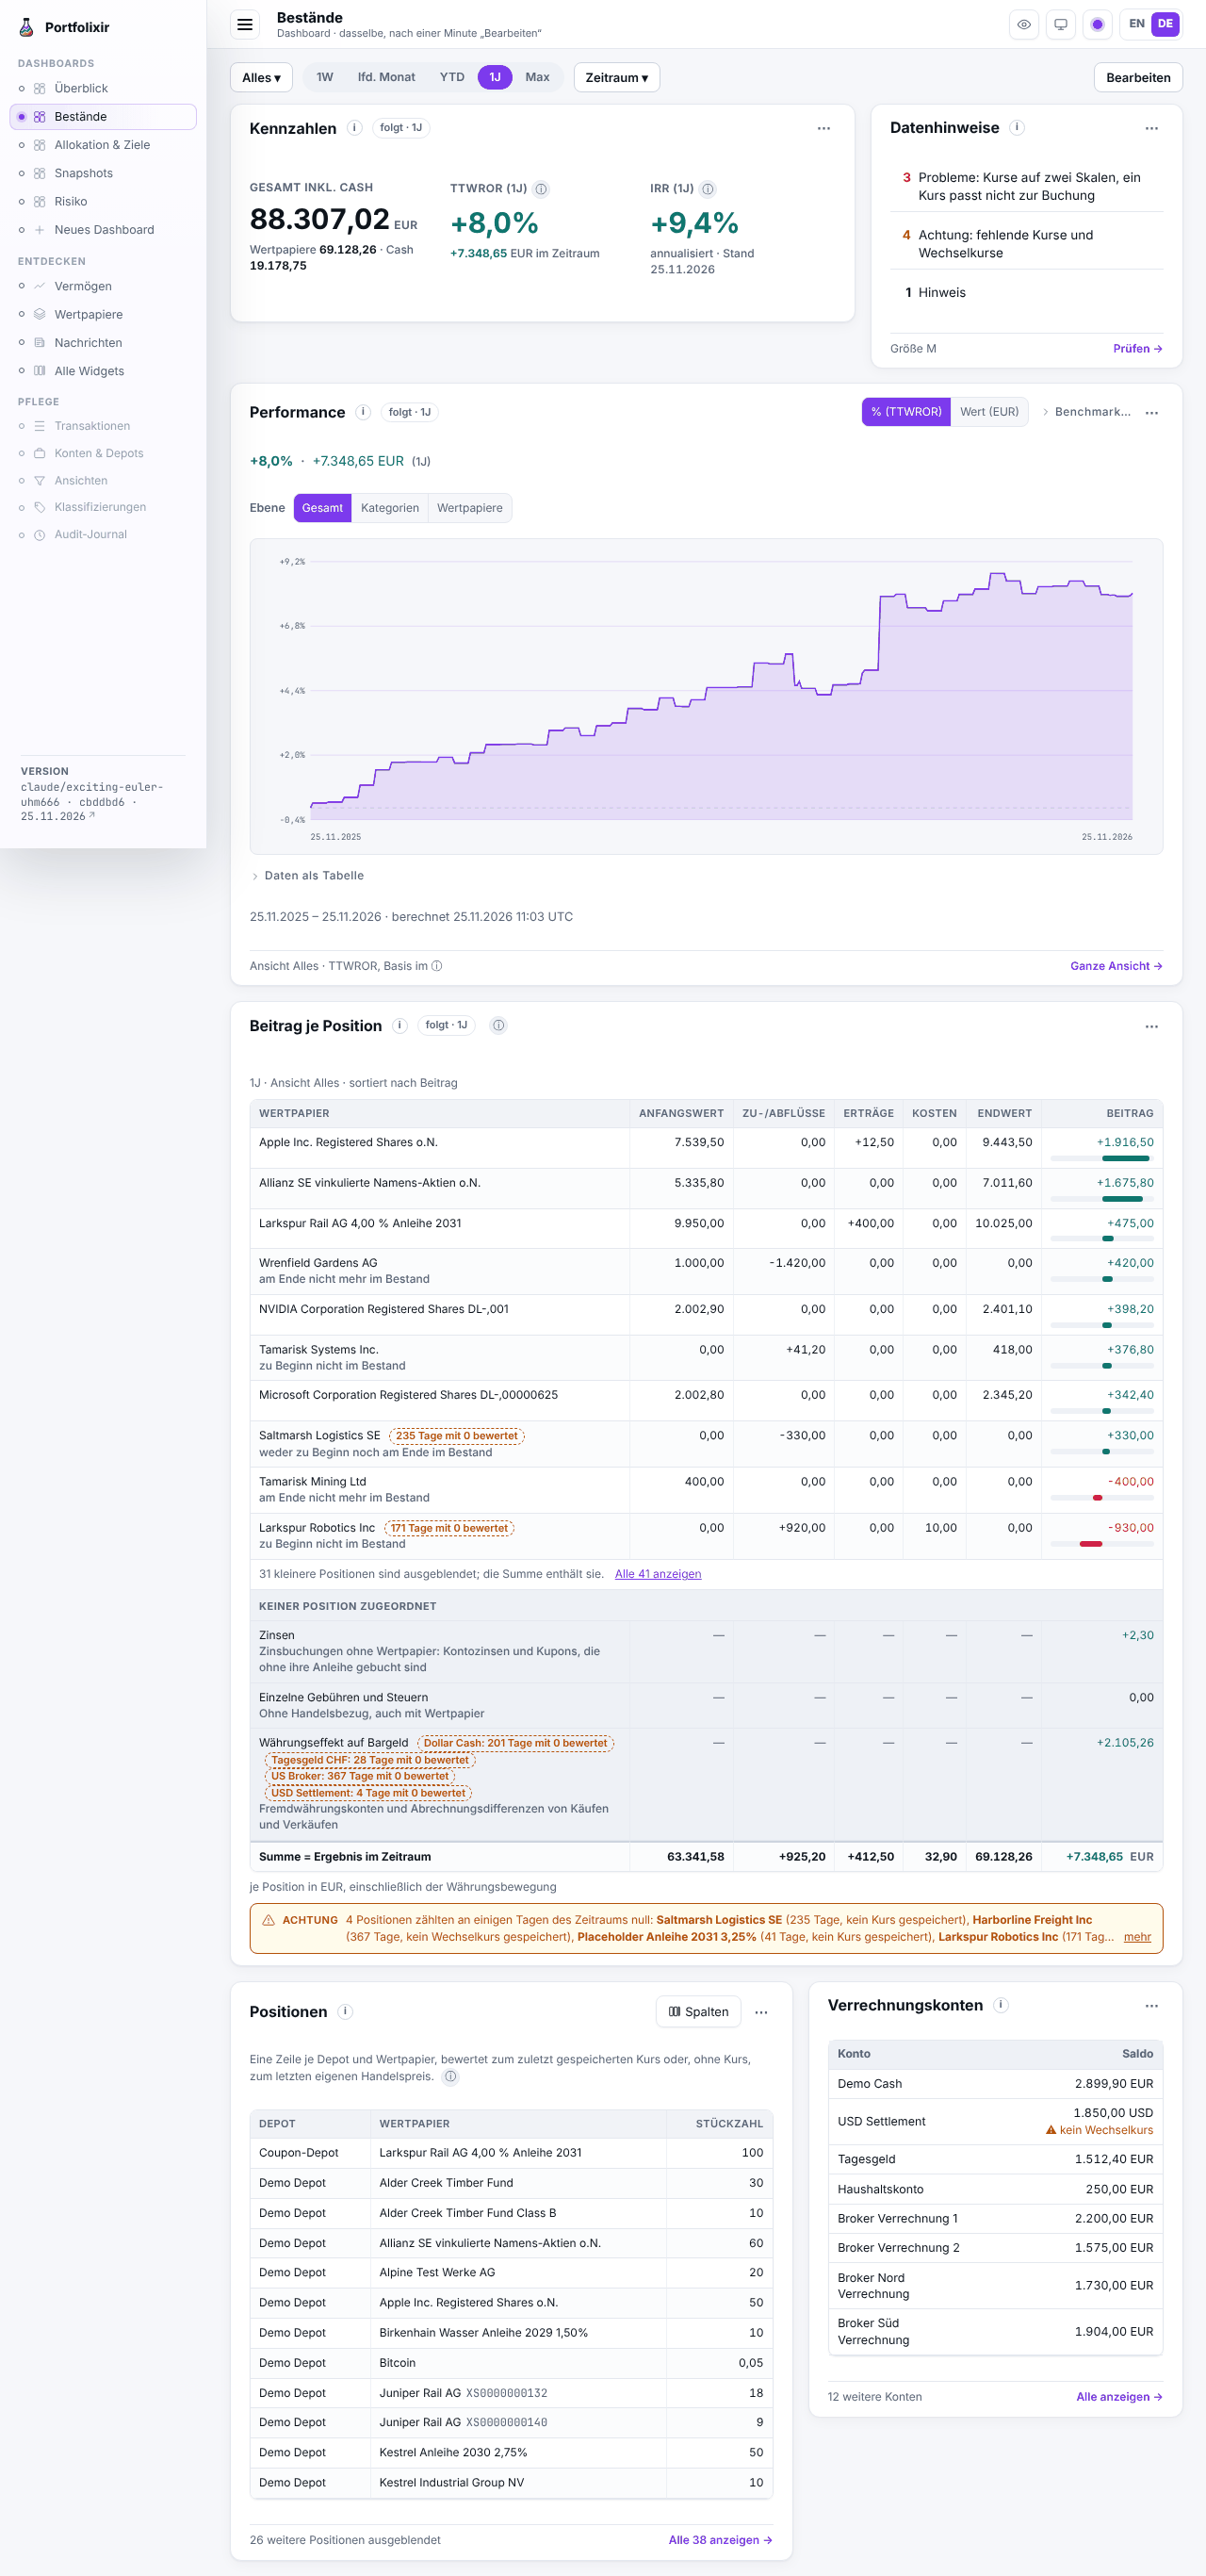 Portfolixir
DASHBOARDS
Überblick
Bestände
Allokation & Ziele
Snapshots
Risiko
Neues Dashboard
ENTDECKEN
Vermögen
Wertpapiere
Nachrichten
Alle Widgets
PFLEGE
Transaktionen
Konten & Depots
Ansichten
Klassifizierungen
Audit-Journal
VERSION
claude/exciting-euler-
uhm666 · cbddbd6 ·
25.11.2026 ↗
Bestände
Dashboard · dasselbe, nach einer Minute „Bearbeiten“
EN DE
Alles ▾ 1W lfd. Monat YTD 1J Max Zeitraum ▾ Bearbeiten
Kennzahlen i folgt · 1J ···
GESAMT INKL. CASH
88.307,02 EUR
Wertpapiere 69.128,26 · Cash
19.178,75
TTWROR (1J) ⓘ
+8,0%
+7.348,65 EUR im Zeitraum
IRR (1J) ⓘ
+9,4%
annualisiert · Stand
25.11.2026
Datenhinweise i ···
3 Probleme: Kurse auf zwei Skalen, ein
Kurs passt nicht zur Buchung
4 Achtung: fehlende Kurse und
Wechselkurse
1 Hinweis
Größe M Prüfen →
Performance i folgt · 1J % (TTWROR) Wert (EUR) Benchmark... ···
+8,0% · +7.348,65 EUR (1J)
Ebene Gesamt Kategorien Wertpapiere
+9,2%
+6,8%
+4,4%
+2,0%
-0,4%
25.11.2025 25.11.2026
Daten als Tabelle
25.11.2025 – 25.11.2026 · berechnet 25.11.2026 11:03 UTC
Ansicht Alles · TTWROR, Basis im ⓘ Ganze Ansicht →
Beitrag je Position i folgt · 1J ⓘ ···
1J · Ansicht Alles · sortiert nach Beitrag
WERTPAPIER ANFANGSWERT ZU-/ABFLÜSSE ERTRÄGE KOSTEN ENDWERT BEITRAG
Apple Inc. Registered Shares o.N. 7.539,50 0,00 +12,50 0,00 9.443,50 +1.916,50
Allianz SE vinkulierte Namens-Aktien o.N. 5.335,80 0,00 0,00 0,00 7.011,60 +1.675,80
Larkspur Rail AG 4,00 % Anleihe 2031 9.950,00 0,00 +400,00 0,00 10.025,00 +475,00
Wrenfield Gardens AG 1.000,00 -1.420,00 0,00 0,00 0,00 +420,00
am Ende nicht mehr im Bestand
NVIDIA Corporation Registered Shares DL-,001 2.002,90 0,00 0,00 0,00 2.401,10 +398,20
Tamarisk Systems Inc. 0,00 +41,20 0,00 0,00 418,00 +376,80
zu Beginn nicht im Bestand
Microsoft Corporation Registered Shares DL-,00000625 2.002,80 0,00 0,00 0,00 2.345,20 +342,40
Saltmarsh Logistics SE 235 Tage mit 0 bewertet 0,00 -330,00 0,00 0,00 0,00 +330,00
weder zu Beginn noch am Ende im Bestand
Tamarisk Mining Ltd 400,00 0,00 0,00 0,00 0,00 -400,00
am Ende nicht mehr im Bestand
Larkspur Robotics Inc 171 Tage mit 0 bewertet 0,00 +920,00 0,00 10,00 0,00 -930,00
zu Beginn nicht im Bestand
31 kleinere Positionen sind ausgeblendet; die Summe enthält sie. Alle 41 anzeigen
KEINER POSITION ZUGEORDNET
Zinsen — — — — — +2,30
Zinsbuchungen ohne Wertpapier: Kontozinsen und Kupons, die
ohne ihre Anleihe gebucht sind
Einzelne Gebühren und Steuern — — — — — 0,00
Ohne Handelsbezug, auch mit Wertpapier
Währungseffekt auf Bargeld Dollar Cash: 201 Tage mit 0 bewertet — — — — — +2.105,26
Tagesgeld CHF: 28 Tage mit 0 bewertet
US Broker: 367 Tage mit 0 bewertet
USD Settlement: 4 Tage mit 0 bewertet
Fremdwährungskonten und Abrechnungsdifferenzen von Käufen
und Verkäufen
Summe = Ergebnis im Zeitraum 63.341,58 +925,20 +412,50 32,90 69.128,26 +7.348,65 EUR
je Position in EUR, einschließlich der Währungsbewegung
ACHTUNG 4 Positionen zählten an einigen Tagen des Zeitraums null: Saltmarsh Logistics SE (235 Tage, kein Kurs gespeichert), Harborline Freight Inc
(367 Tage, kein Wechselkurs gespeichert), Placeholder Anleihe 2031 3,25% (41 Tage, kein Kurs gespeichert), Larkspur Robotics Inc (171 Tag... mehr
Positionen i Spalten ···
Eine Zeile je Depot und Wertpapier, bewertet zum zuletzt gespeicherten Kurs oder, ohne Kurs,
zum letzten eigenen Handelspreis. ⓘ
DEPOT WERTPAPIER STÜCKZAHL
Coupon-Depot Larkspur Rail AG 4,00 % Anleihe 2031 100
Demo Depot Alder Creek Timber Fund 30
Demo Depot Alder Creek Timber Fund Class B 10
Demo Depot Allianz SE vinkulierte Namens-Aktien o.N. 60
Demo Depot Alpine Test Werke AG 20
Demo Depot Apple Inc. Registered Shares o.N. 50
Demo Depot Birkenhain Wasser Anleihe 2029 1,50% 10
Demo Depot Bitcoin 0,05
Demo Depot Juniper Rail AG XS0000000132 18
Demo Depot Juniper Rail AG XS0000000140 9
Demo Depot Kestrel Anleihe 2030 2,75% 50
Demo Depot Kestrel Industrial Group NV 10
26 weitere Positionen ausgeblendet Alle 38 anzeigen →
Verrechnungskonten i ···
Konto Saldo
Demo Cash 2.899,90 EUR
USD Settlement 1.850,00 USD
⚠ kein Wechselkurs
Tagesgeld 1.512,40 EUR
Haushaltskonto 250,00 EUR
Broker Verrechnung 1 2.200,00 EUR
Broker Verrechnung 2 1.575,00 EUR
Broker Nord
Verrechnung 1.730,00 EUR
Broker Süd
Verrechnung 1.904,00 EUR
12 weitere Konten Alle anzeigen →